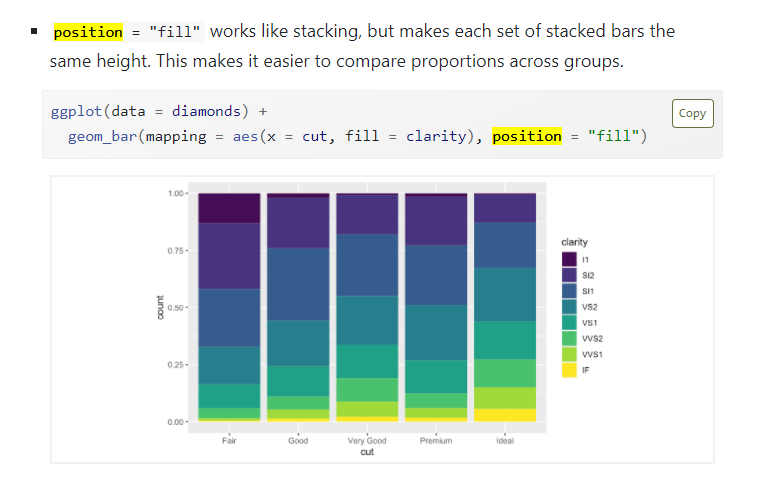 position = "fill" works like stacking, but makes each set of stacked bars the
same height. This makes it easier to compare proportions across groups.
ggplot(data = diamonds) +
geom_bar(mapping = aes(x = cut, fill = clarity), position = "fill")
Copy
1.00
0.75
0.50
0.25
0.00
count
Fair Good Very Good Premium Ideal
cut
clarity
I1
SI2
SI1
VS2
VS1
VVS2
VVS1
IF